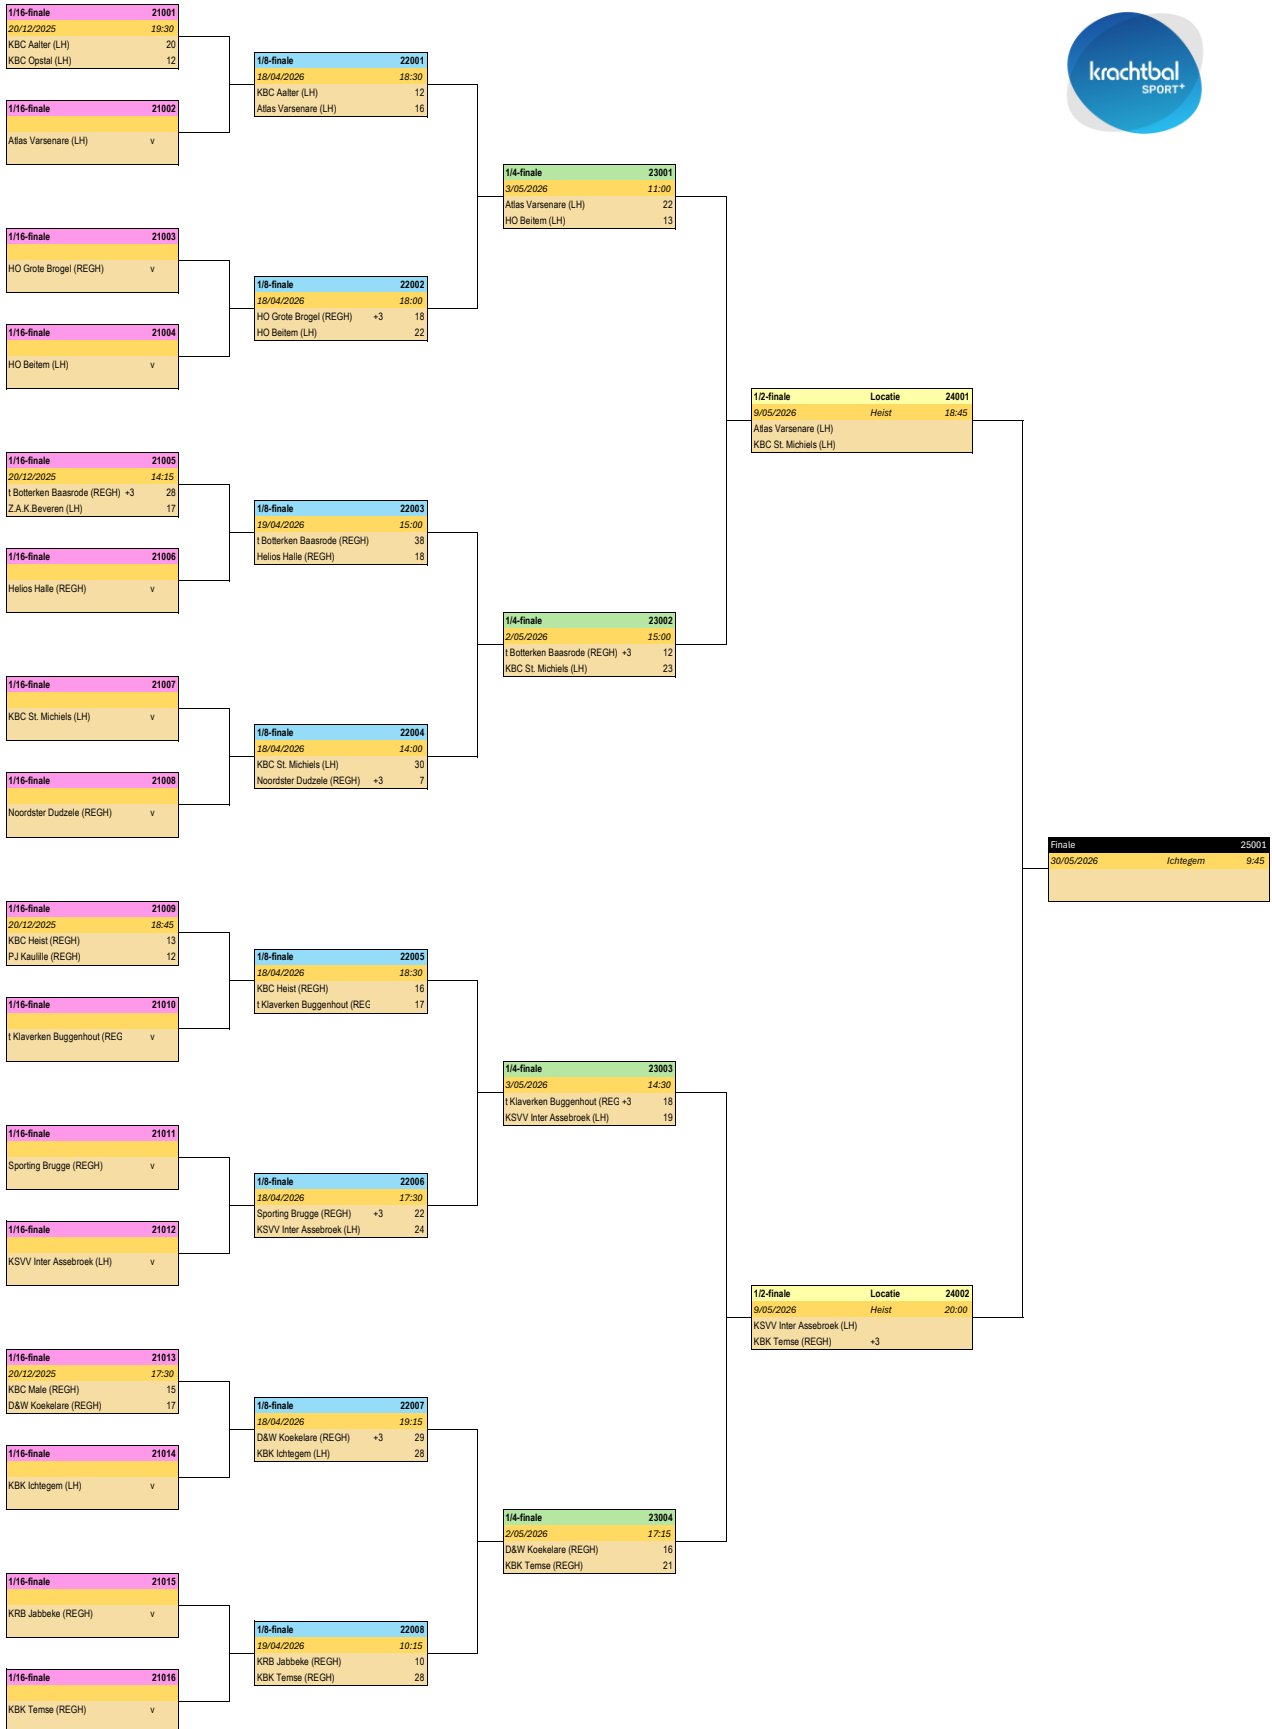 krachtbal
SPORT+
1/16-finale 21001
20/12/2025 19:30
KBC Aalter (LH) 20
KBC Opstal (LH) 12
1/16-finale 21002
Atlas Varsenare (LH) v
1/16-finale 21003
HO Grote Brogel (REGH) v
1/16-finale 21004
HO Beitem (LH) v
1/16-finale 21005
20/12/2025 14:15
t Botterken Baasrode (REGH) +3 28
Z.A.K.Beveren (LH) 17
1/16-finale 21006
Helios Halle (REGH) v
1/16-finale 21007
KBC St. Michiels (LH) v
1/16-finale 21008
Noordster Dudzele (REGH) v
1/16-finale 21009
20/12/2025 18:45
KBC Heist (REGH) 13
PJ Kaulille (REGH) 12
1/16-finale 21010
t Klaverken Buggenhout (REG v
1/16-finale 21011
Sporting Brugge (REGH) v
1/16-finale 21012
KSVV Inter Assebroek (LH) v
1/16-finale 21013
20/12/2025 17:30
KBC Male (REGH) 15
D&W Koekelare (REGH) 17
1/16-finale 21014
KBK Ichtegem (LH) v
1/16-finale 21015
KRB Jabbeke (REGH) v
1/16-finale 21016
KBK Temse (REGH) v
1/8-finale 22001
18/04/2026 18:30
KBC Aalter (LH) 12
Atlas Varsenare (LH) 16
1/8-finale 22002
18/04/2026 18:00
HO Grote Brogel (REGH) +3 18
HO Beitem (LH) 22
1/8-finale 22003
19/04/2026 15:00
t Botterken Baasrode (REGH) 38
Helios Halle (REGH) 18
1/8-finale 22004
18/04/2026 14:00
KBC St. Michiels (LH) 30
Noordster Dudzele (REGH) +3 7
1/8-finale 22005
18/04/2026 18:30
KBC Heist (REGH) 16
t Klaverken Buggenhout (REG 17
1/8-finale 22006
18/04/2026 17:30
Sporting Brugge (REGH) +3 22
KSVV Inter Assebroek (LH) 24
1/8-finale 22007
18/04/2026 19:15
D&W Koekelare (REGH) +3 29
KBK Ichtegem (LH) 28
1/8-finale 22008
19/04/2026 10:15
KRB Jabbeke (REGH) 10
KBK Temse (REGH) 28
1/4-finale 23001
3/05/2026 11:00
Atlas Varsenare (LH) 22
HO Beitem (LH) 13
1/4-finale 23002
2/05/2026 15:00
t Botterken Baasrode (REGH) +3 12
KBC St. Michiels (LH) 23
1/4-finale 23003
3/05/2026 14:30
t Klaverken Buggenhout (REG +3 18
KSVV Inter Assebroek (LH) 19
1/4-finale 23004
2/05/2026 17:15
D&W Koekelare (REGH) 16
KBK Temse (REGH) 21
1/2-finale Locatie 24001
9/05/2026 Heist 18:45
Atlas Varsenare (LH)
KBC St. Michiels (LH)
1/2-finale Locatie 24002
9/05/2026 Heist 20:00
KSVV Inter Assebroek (LH)
KBK Temse (REGH) +3
Finale 25001
30/05/2026 Ichtegem 9:45